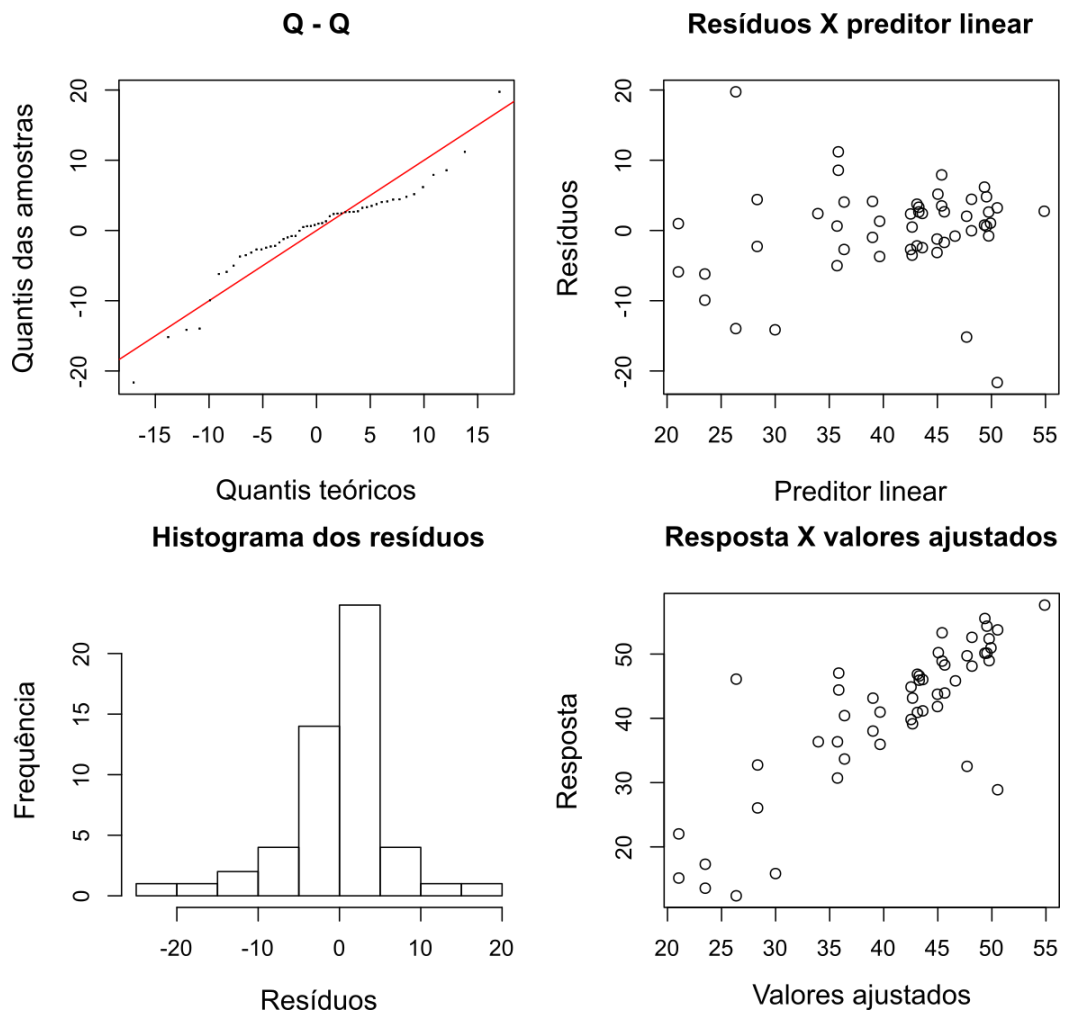 Q - Q
Quantis das amostras
20
10
0
-10
-20
-15 -10 -5 0 5 10 15
Quantis teóricos
Resíduos X preditor linear
Resíduos
20
10
0
-10
-20
20 25 30 35 40 45 50 55
Preditor linear
Histograma dos resíduos
Frequência
20
15
10
5
0
-20 -10 0 10 20
Resíduos
Resposta X valores ajustados
Resposta
50
40
30
20
20 25 30 35 40 45 50 55
Valores ajustados